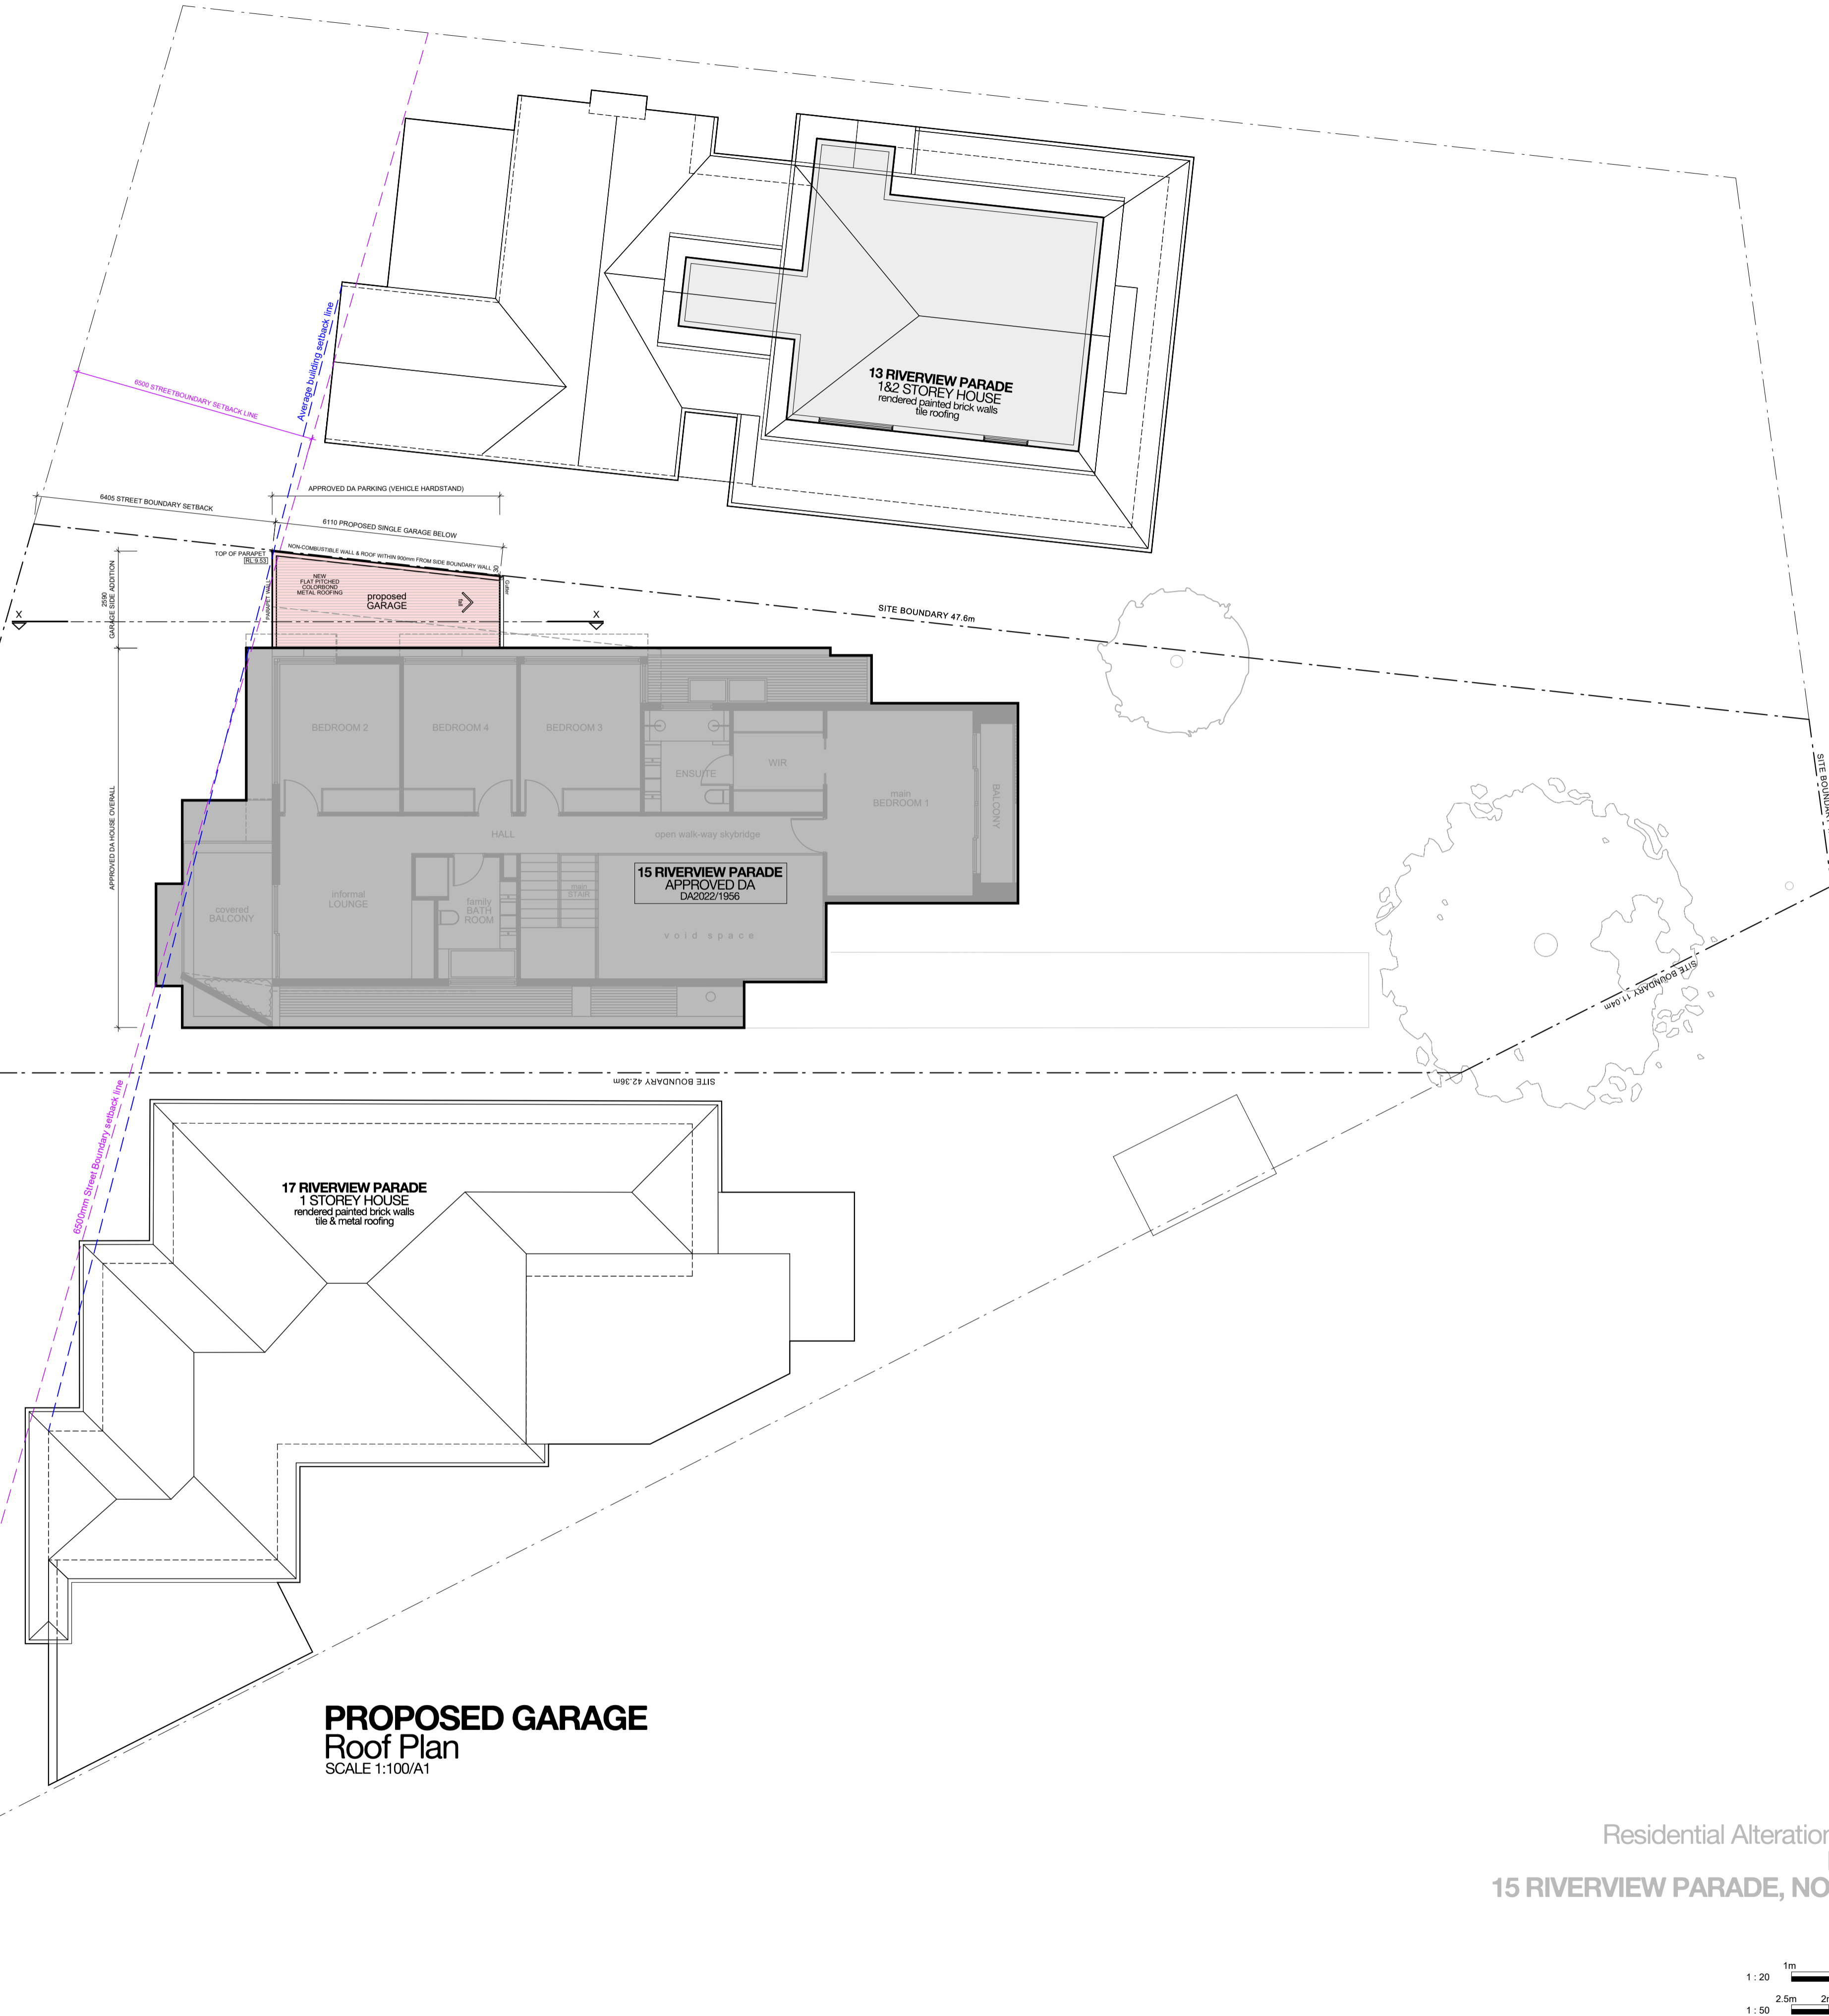 Average building setback line
6500 STREETBOUNDARY SETBACK LINE
13 RIVERVIEW PARADE
1&2 STOREY HOUSE
rendered painted brick walls
tile roofing
APPROVED DA PARKING (VEHICLE HARDSTAND)
6405 STREET BOUNDARY SETBACK
6110 PROPOSED SINGLE GARAGE BELOW
NON-COMBUSTIBLE WALL & ROOF WITHIN 900mm FROM SIDE BOUNDARY WALL
30
TOP OF PARAPET
RL 9.53
PARAPET WALL
NEW
FLAT PITCHED
COLORBOND
METAL ROOFING
proposed
GARAGE
fall
Gutter
2590
GARAGE SIDE ADDITION
X
X
SITE BOUNDARY 47.6m
SITE BOUNDARY
APPROVED DA HOUSE OVERALL
BEDROOM 2
BEDROOM 4
BEDROOM 3
ENSUITE
WIR
main
BEDROOM 1
BALCONY
HALL
open walk-way skybridge
15 RIVERVIEW PARADE
APPROVED DA
DA2022/1956
informal
LOUNGE
covered
BALCONY
family
BATH
ROOM
main
STAIR
void space
SITE BOUNDARY 11.04m
SITE BOUNDARY 42.36m
6500mm Street Boundary setback line
17 RIVERVIEW PARADE
1 STOREY HOUSE
rendered painted brick walls
tile & metal roofing
PROPOSED GARAGE
Roof Plan
SCALE 1:100/A1
Residential Alteration
15 RIVERVIEW PARADE, NO
1m
1 : 20
2.5m
1 : 50